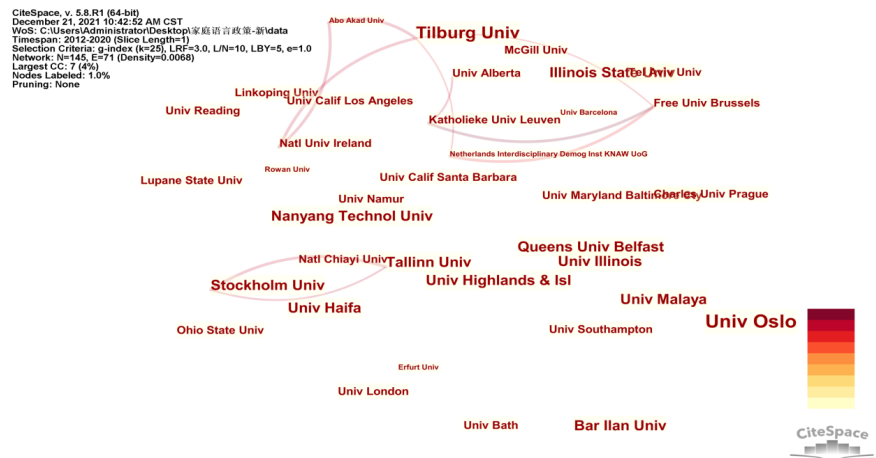 CiteSpace, v. 5.8.R1 (64-bit)
December 21, 2021 10:42:52 AM CST
WoS: C:\Users\Administrator\Desktop\家庭语言政策-新\data
Timespan: 2012-2020 (Slice Length=1)
Selection Criteria: g-index (k=25), LRF=3.0, L/N=10, LBY=5, e=1.0
Network: N=145, E=71 (Density=0.0068)
Largest CC: 7 (4%)
Nodes Labeled: 1.0%
Pruning: None
Abo Akad Univ
Tilburg Univ
McGill Univ
Univ Alberta
Illinois State Univ
Tel Aviv Univ
Linkoping Univ
Univ Calif Los Angeles
Univ Reading
Free Univ Brussels
Univ Barcelona
Katholieke Univ Leuven
Natl Univ Ireland
Netherlands Interdisciplinary Demog Inst KNAW UoG
Rowan Univ
Lupane State Univ
Univ Calif Santa Barbara
Univ Namur
Univ Maryland Baltimore Cty
Charles Univ Prague
Nanyang Technol Univ
Queens Univ Belfast
Natl Chiayi Univ
Tallinn Univ
Univ Illinois
Stockholm Univ
Univ Highlands & Isl
Univ Haifa
Univ Malaya
Univ Oslo
Ohio State Univ
Univ Southampton
Erfurt Univ
Univ London
Univ Bath
Bar Ilan Univ
CiteSpace